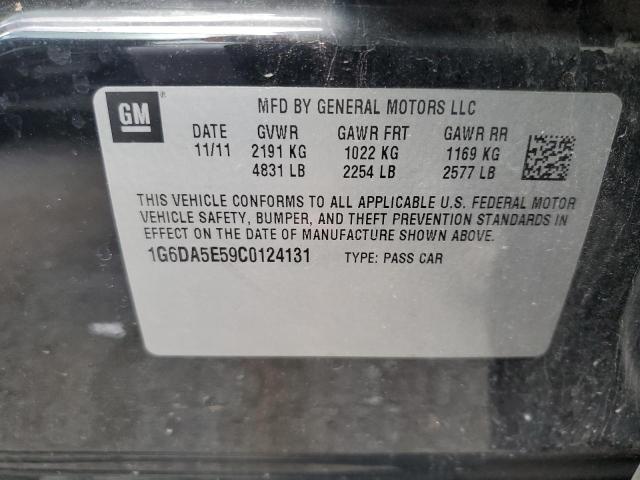 GM ® MFD BY GENERAL MOTORS LLC
DATE GVWR GAWR FRT GAWR RR
11/11 2191 KG 1022 KG 1169 KG
4831 LB 2254 LB 2577 LB
THIS VEHICLE CONFORMS TO ALL APPLICABLE U.S. FEDERAL MOTOR
VEHICLE SAFETY, BUMPER, AND THEFT PREVENTION STANDARDS IN
EFFECT ON THE DATE OF MANUFACTURE SHOWN ABOVE.
1G6DA5E59C0124131 TYPE: PASS CAR